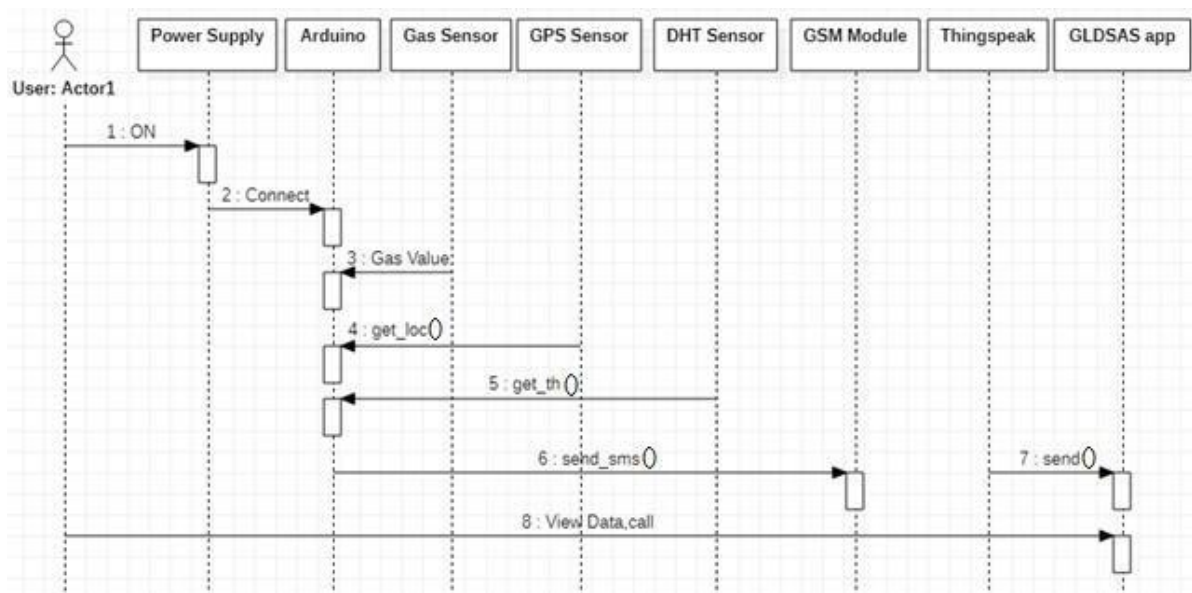 Power Supply
Arduino
Gas Sensor
GPS Sensor
DHT Sensor
GSM Module
Thingspeak
GLDSAS app
User: Actor1
1 : ON
2 : Connect
3 : Gas Value
4 : get_loc()
5 : get_th ()
6 : send_sms()
7 : send()
8 : View Data,call